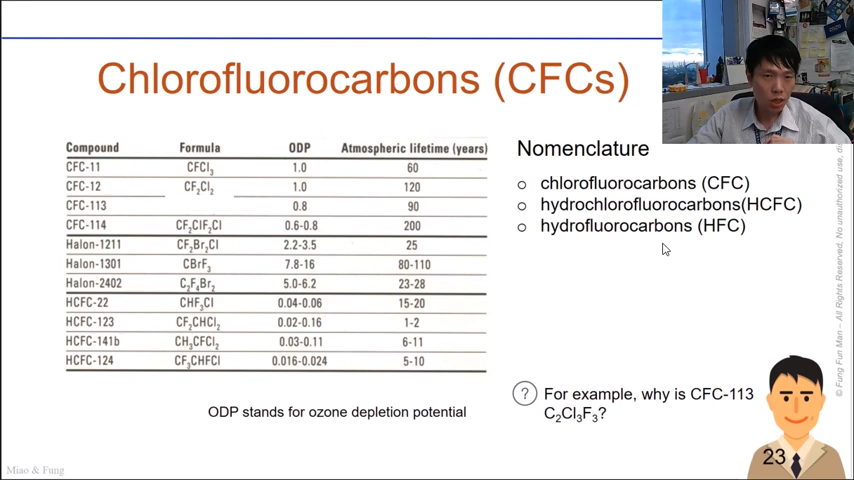 Chlorofluorocarbons (CFCs)
Compound Formula ODP Atmospheric lifetime (years)
CFC-11 CFCl3 1.0 60
CFC-12 CF2Cl2 1.0 120
CFC-113 0.8 90
CFC-114 CF2ClF2Cl 0.6-0.8 200
Halon-1211 CF2Br2Cl 2.2-3.5 25
Halon-1301 CBrF3 7.8-16 80-110
Halon-2402 C2F4Br2 5.0-6.2 23-28
HCFC-22 CHF3Cl 0.04-0.06 15-20
HCFC-123 CF2CHCl2 0.02-0.16 1-2
HCFC-141b CH3CFCl2 0.03-0.11 6-11
HCFC-124 CF3CHFCl 0.016-0.024 5-10
ODP stands for ozone depletion potential
Nomenclature
o chlorofluorocarbons (CFC)
o hydrochlorofluorocarbons(HCFC)
o hydrofluorocarbons (HFC)
? For example, why is CFC-113
C2Cl3F3?
23
Miao & Fung
© Fung Fun Man – All Rights Reserved. No unauthorized use, dis